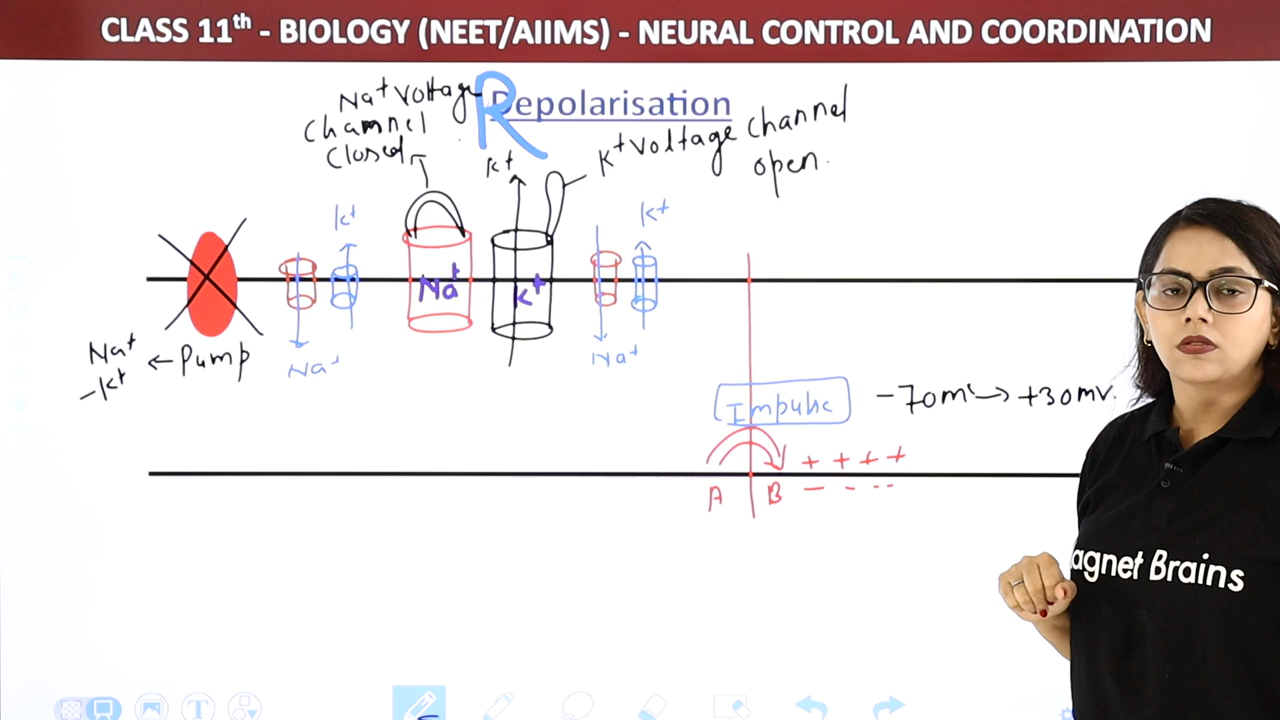 CLASS 11th - BIOLOGY (NEET/AIIMS) - NEURAL CONTROL AND COORDINATION
R
Depolarisation
Na+ Voltage
Channel
Closed
K+
K+ Voltage channel
open.
K+
K+
Na+
K+
Na+
-K+
← Pump
Na+
Na+
Impulse
-70mv → +30mv.
+ + + +
A B - - - -
agnet Brains
T